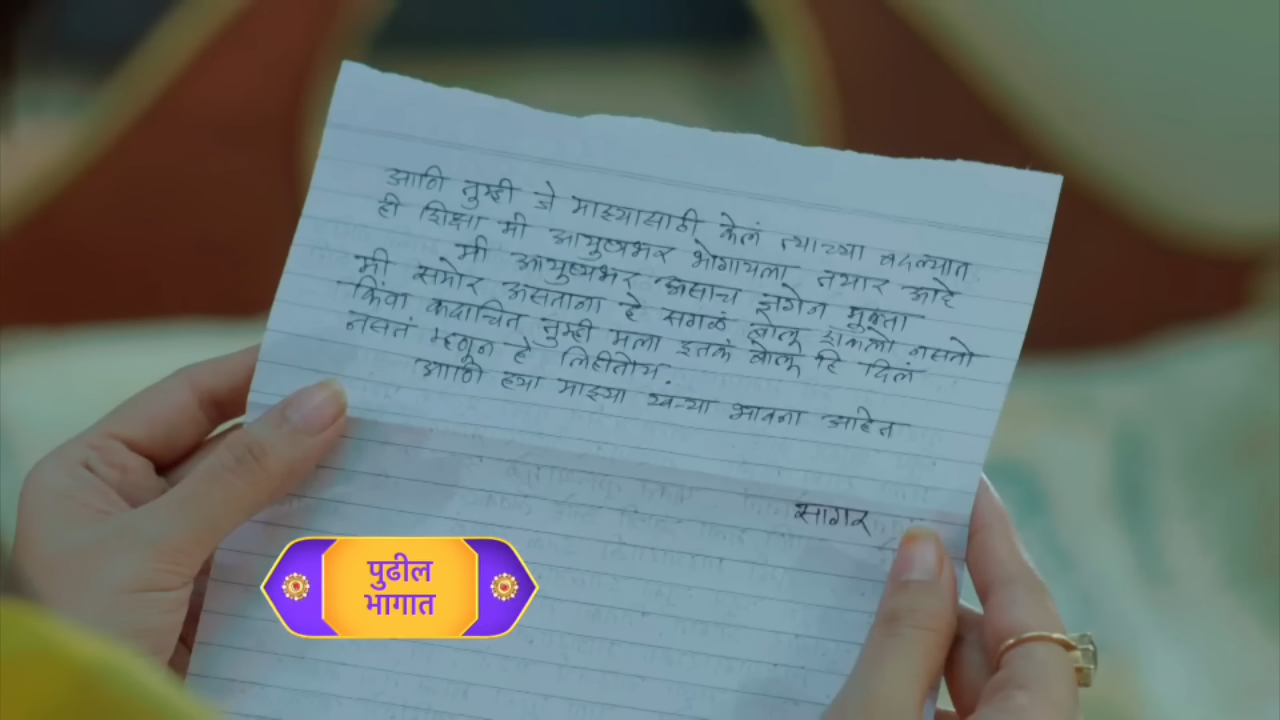 आणि तुम्ही जे माझ्यासाठी केलं त्याच्या बदल्यात
ही शिक्षा मी आयुष्यभर भोगायला तयार आहे
मी आयुष्यभर असाच जगेन मुक्ता
मी समोर असताना हे सगळं बोलू शकलो नसतो
किंवा कदाचित तुम्ही मला इतकं बोलू हि दिलं
नसतं म्हणून हे लिहीतोय.
आणि ह्या माझ्या खऱ्या भावना आहेत
सागर
पुढील
भागात